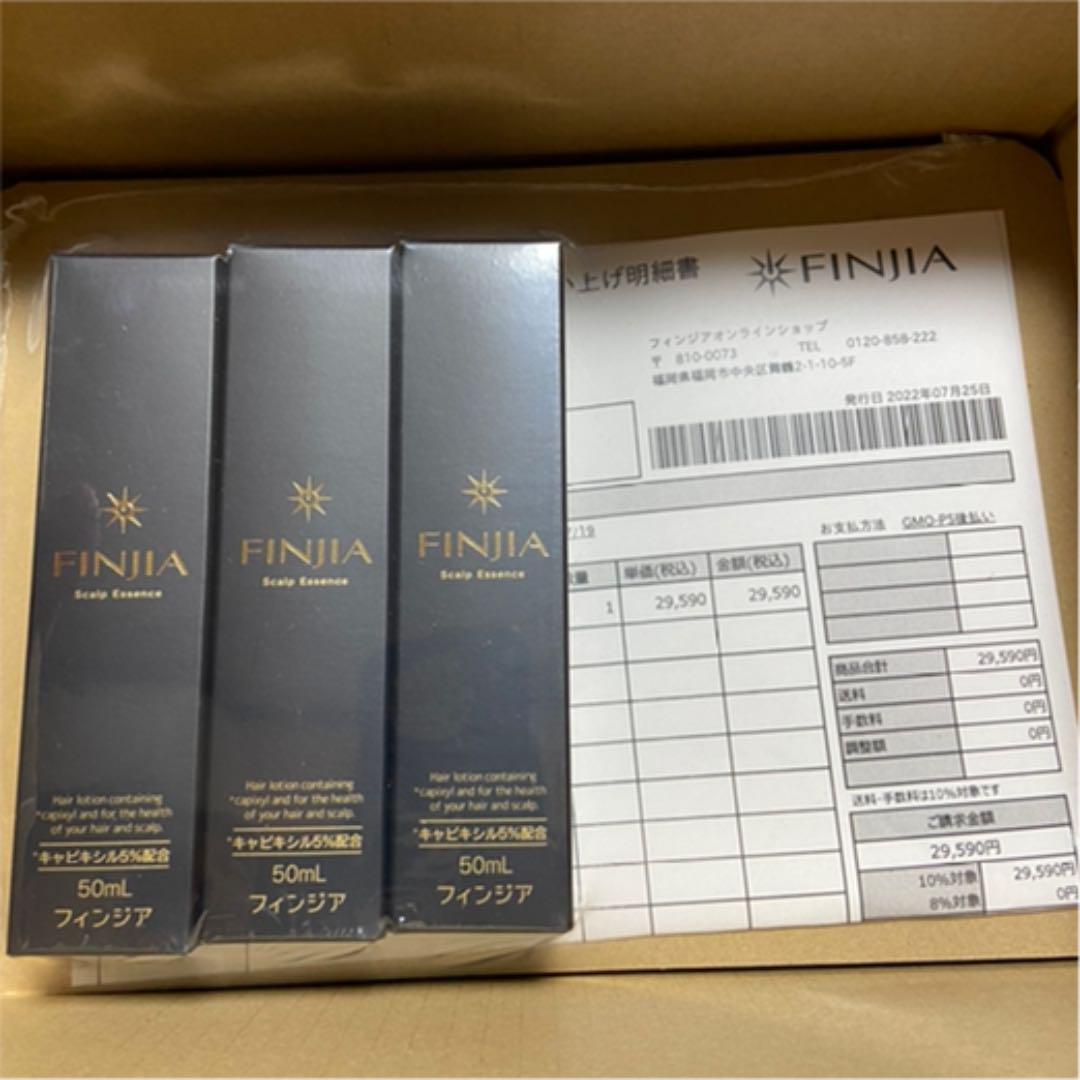 FINJIA
Scalp Essence
Hair lotion containing
*capixyl and for the health
of your hair and scalp.
*キャピキシル5%配合
50mL
フィンジア
FINJIA
Scalp Essence
Hair lotion containing
*capixyl and for the health
of your hair and scalp.
*キャピキシル5%配合
50mL
フィンジア
FINJIA
Scalp Essence
Hair lotion containing
*capixyl and for the health
of your hair and scalp.
*キャピキシル5%配合
50mL
フィンジア
い上げ明細書
FINJIA
フィンジアオンラインショップ
〒 810-0073 TEL 0120-858-222
福岡県福岡市中央区舞鶴2-1-10-5F
発行日 2022年07月25日
/19
お支払方法 GMO-PS後払い
量 単価(税込) 金額(税込)
1 29,590 29,590
商品合計 29,590円
送料 0円
手数料 0円
調整額 0円
送料・手数料は10%対象です
ご請求金額
29,590円
10%対象 29,590円
8%対象 0円